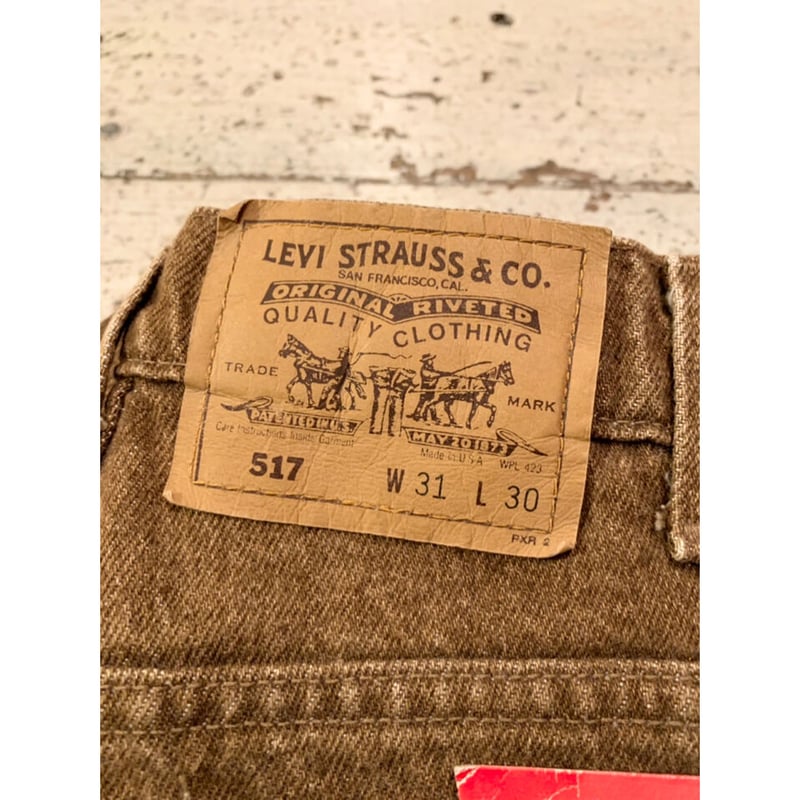 LEVI STRAUSS & CO.
SAN FRANCISCO, CAL.
ORIGINAL RIVETED
QUALITY CLOTHING
TRADE MARK
PATENTED IN U.S. MAY 20 1873
Care Instructions Inside Garment Made in U S A WPL 423
517 W 31 L 30
PXR 2